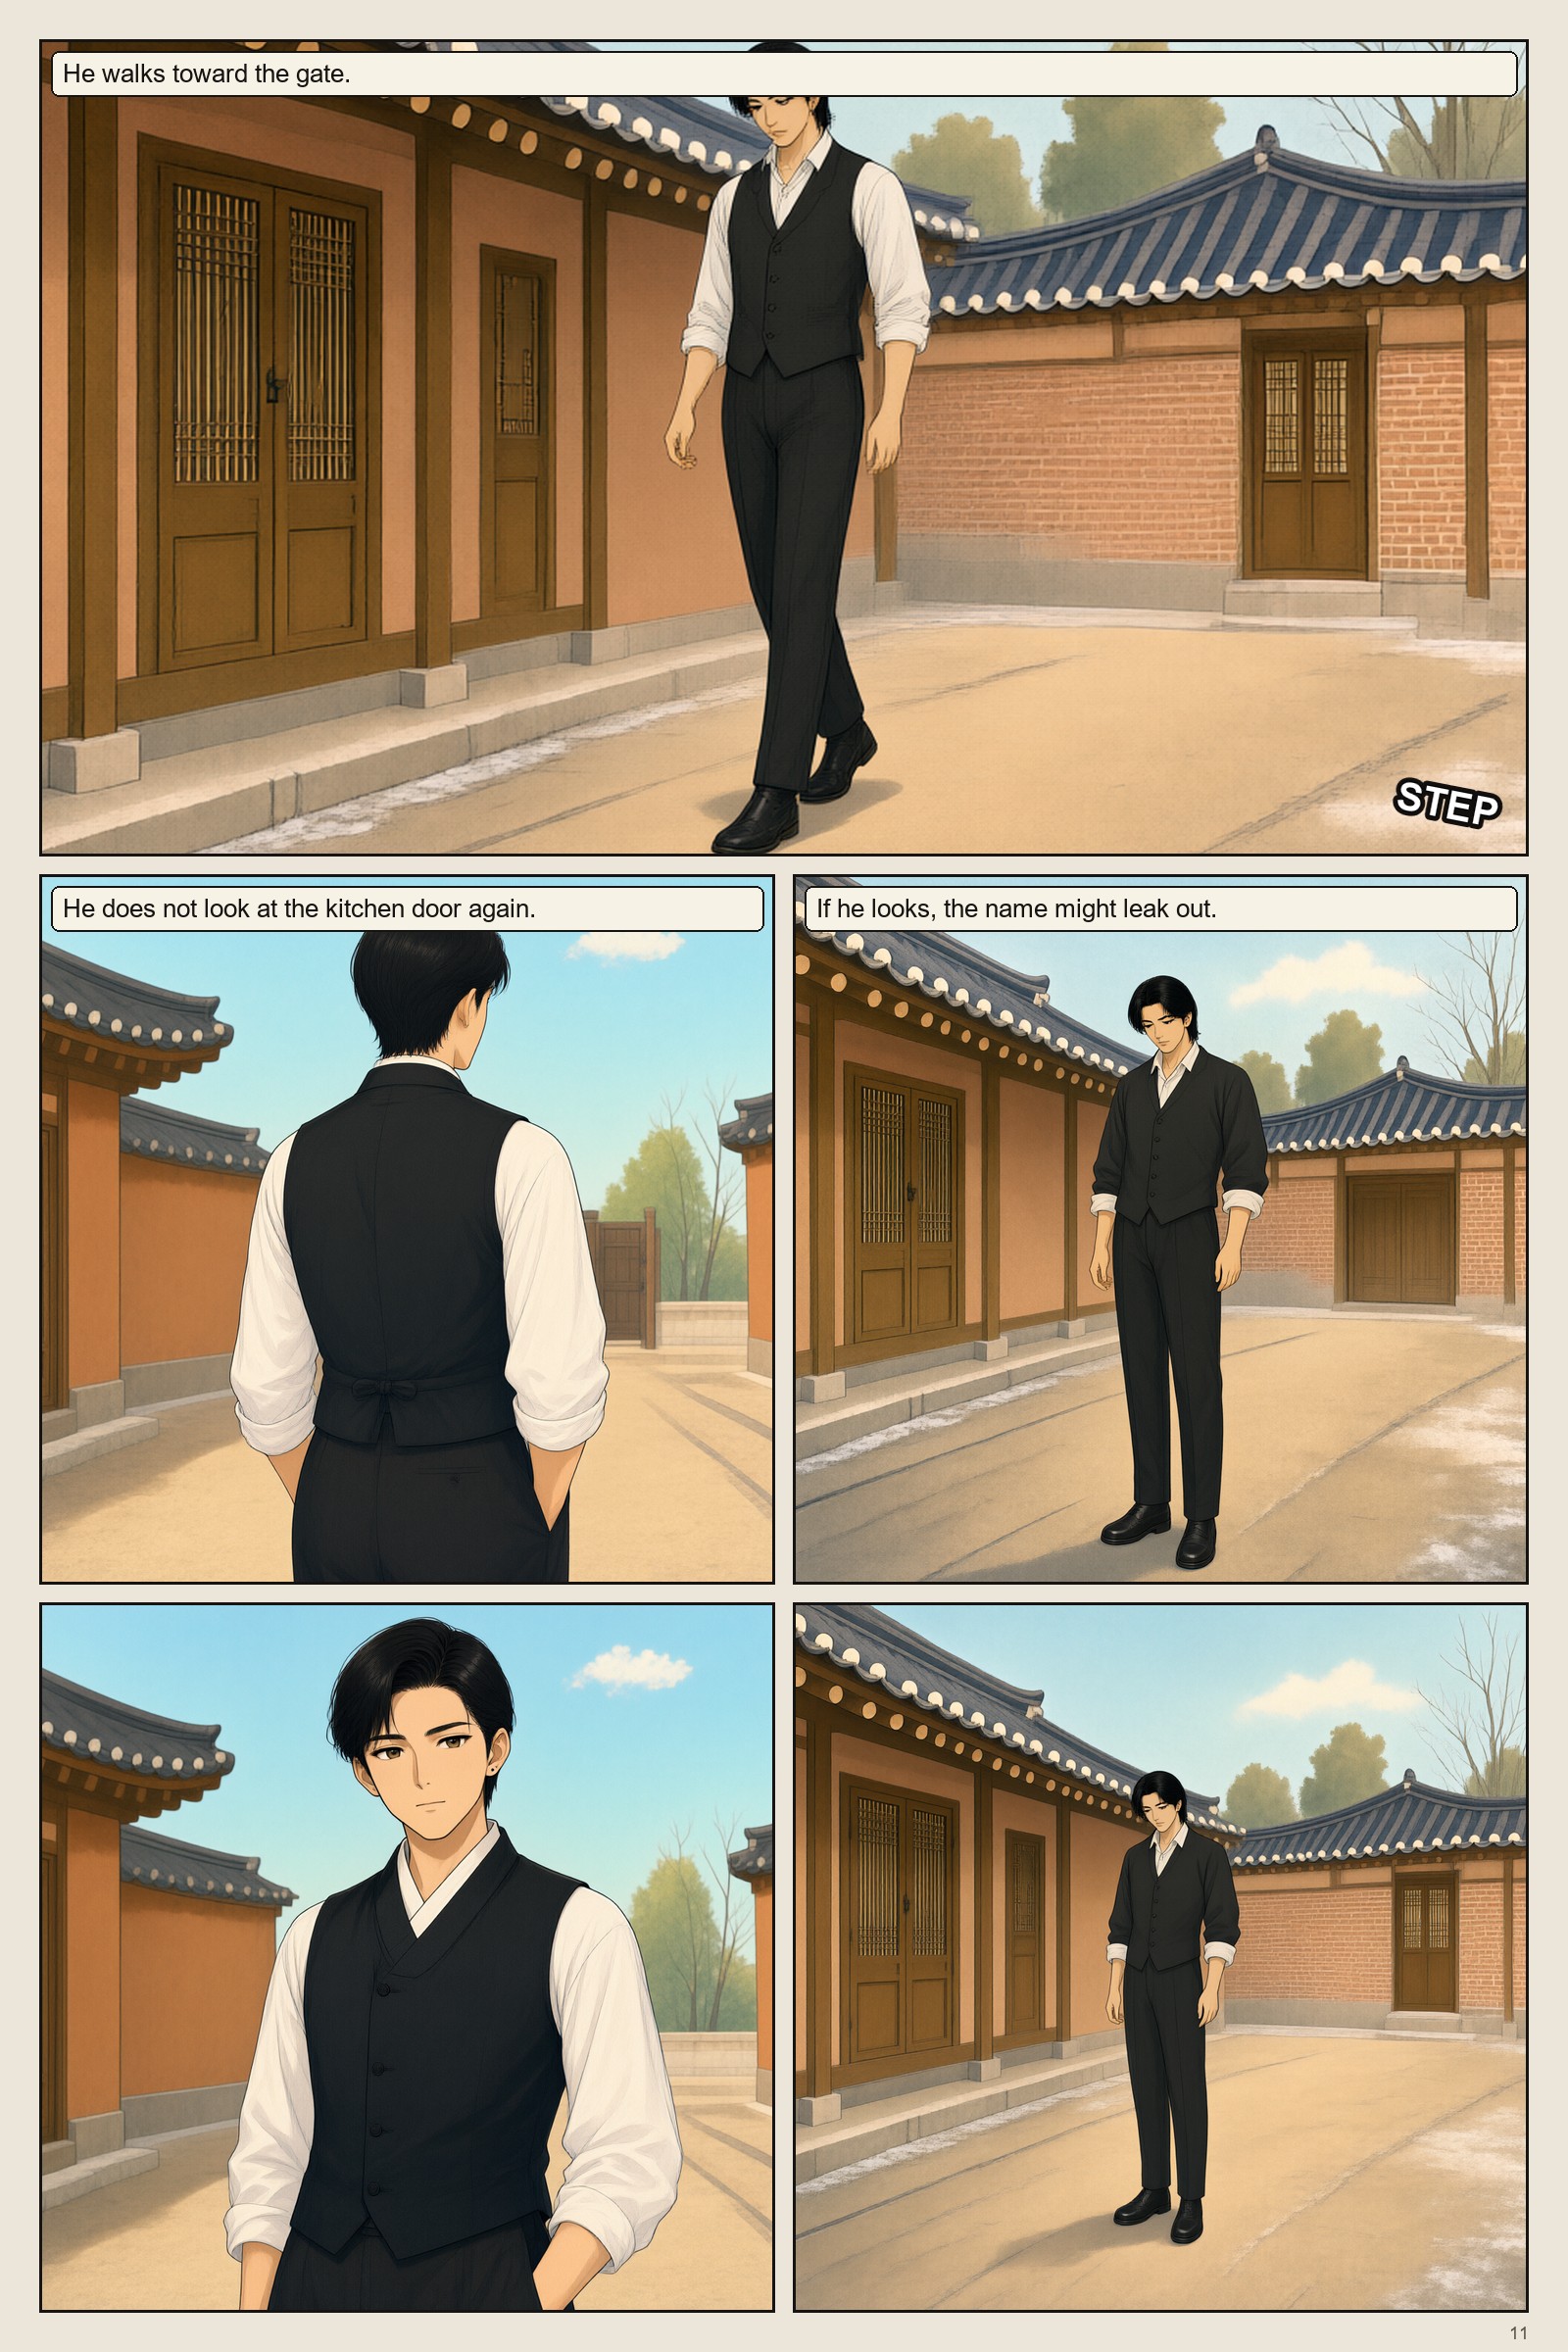 He walks toward the gate.
STEP
He does not look at the kitchen door again.
If he looks, the name might leak out.
11